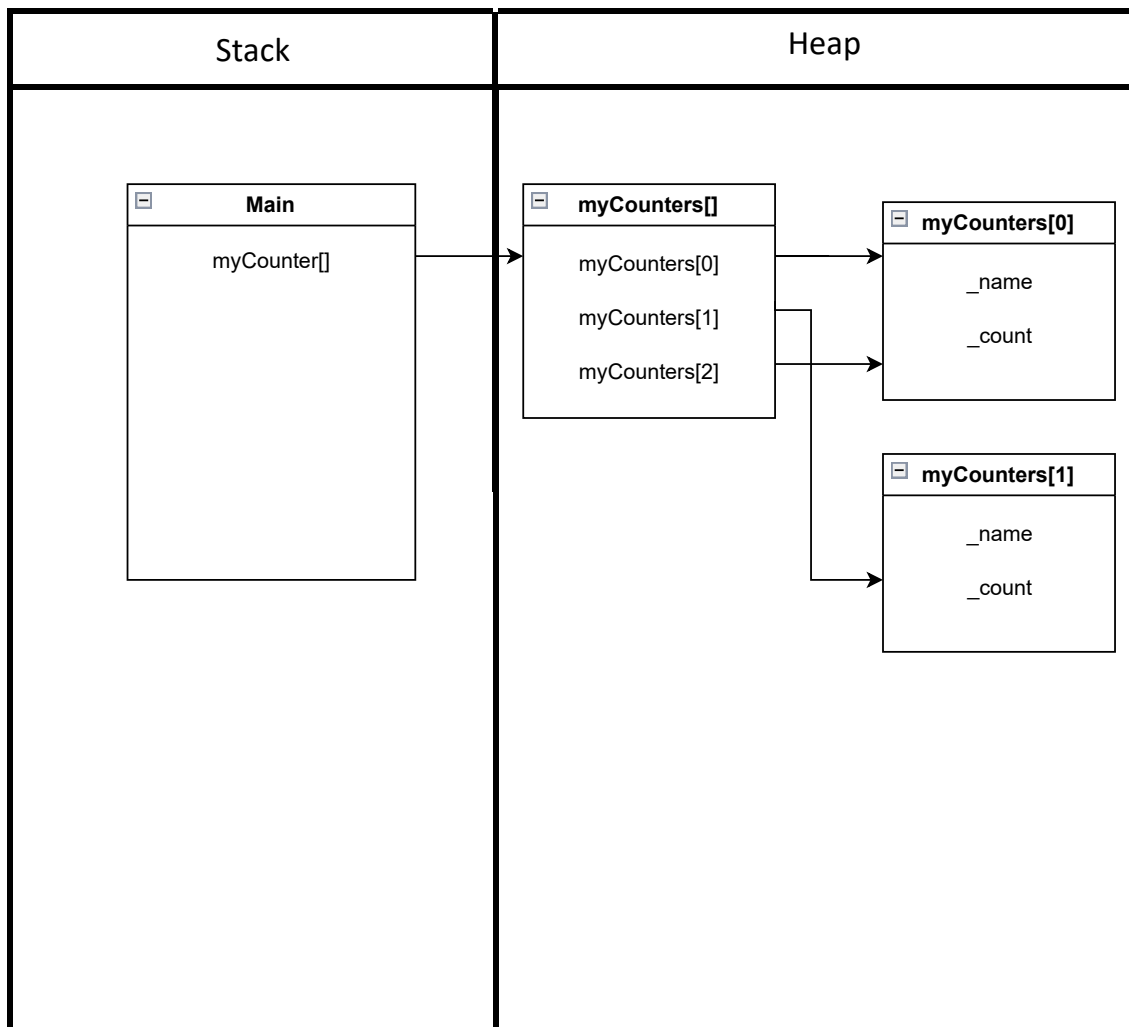 Stack
Heap
Main
myCounter[]
myCounters[]
myCounters[0]
myCounters[1]
myCounters[2]
myCounters[0]
_name
_count
myCounters[1]
_name
_count